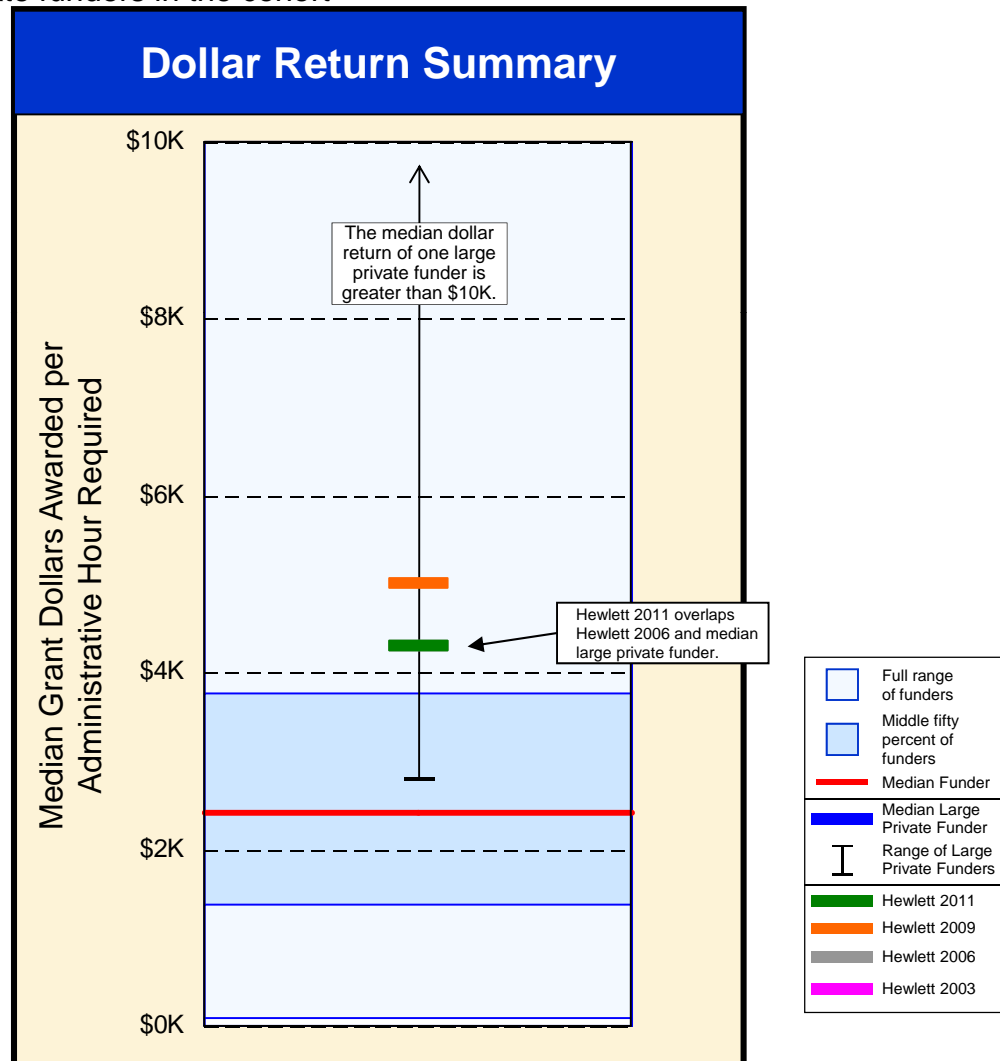 Dollar Return Summary
$10K
The median dollar
return of one large
private funder is
greater than $10K.
$8K
Median Grant Dollars Awarded per
Administrative Hour Required
$6K
Hewlett 2011 overlaps
Hewlett 2006 and median
large private funder.
$4K
$2K
$0K
Full range
of funders
Middle fifty
percent of
funders
Median Funder
Median Large
Private Funder
Range of Large
Private Funders
Hewlett 2011
Hewlett 2009
Hewlett 2006
Hewlett 2003